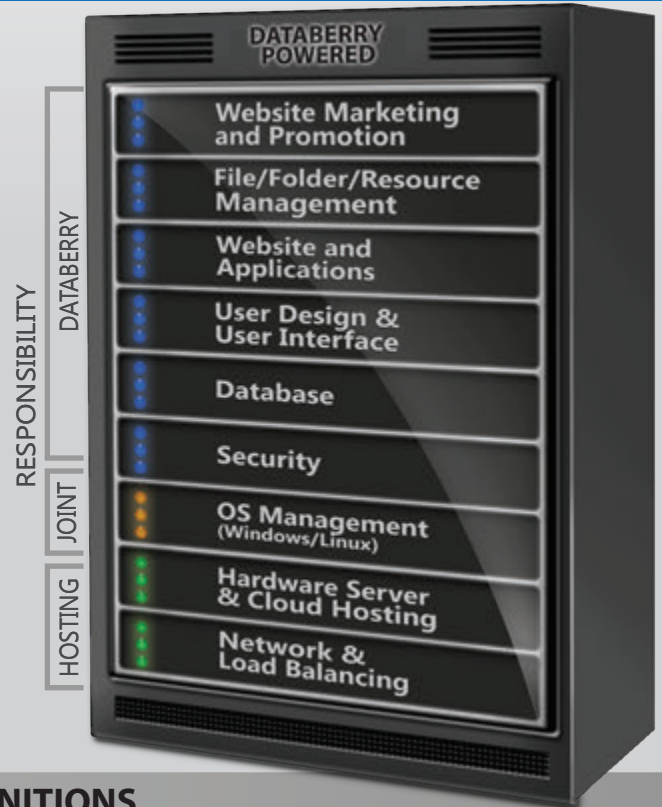 DATABERRY
POWERED
RESPONSIBILITY
DATABERRY
JOINT
HOSTING
Website Marketing
and Promotion
File/Folder/Resource
Management
Website and
Applications
User Design &
User Interface
Database
Security
OS Management
(Windows/Linux)
Hardware Server
& Cloud Hosting
Network &
Load Balancing
NITIONS